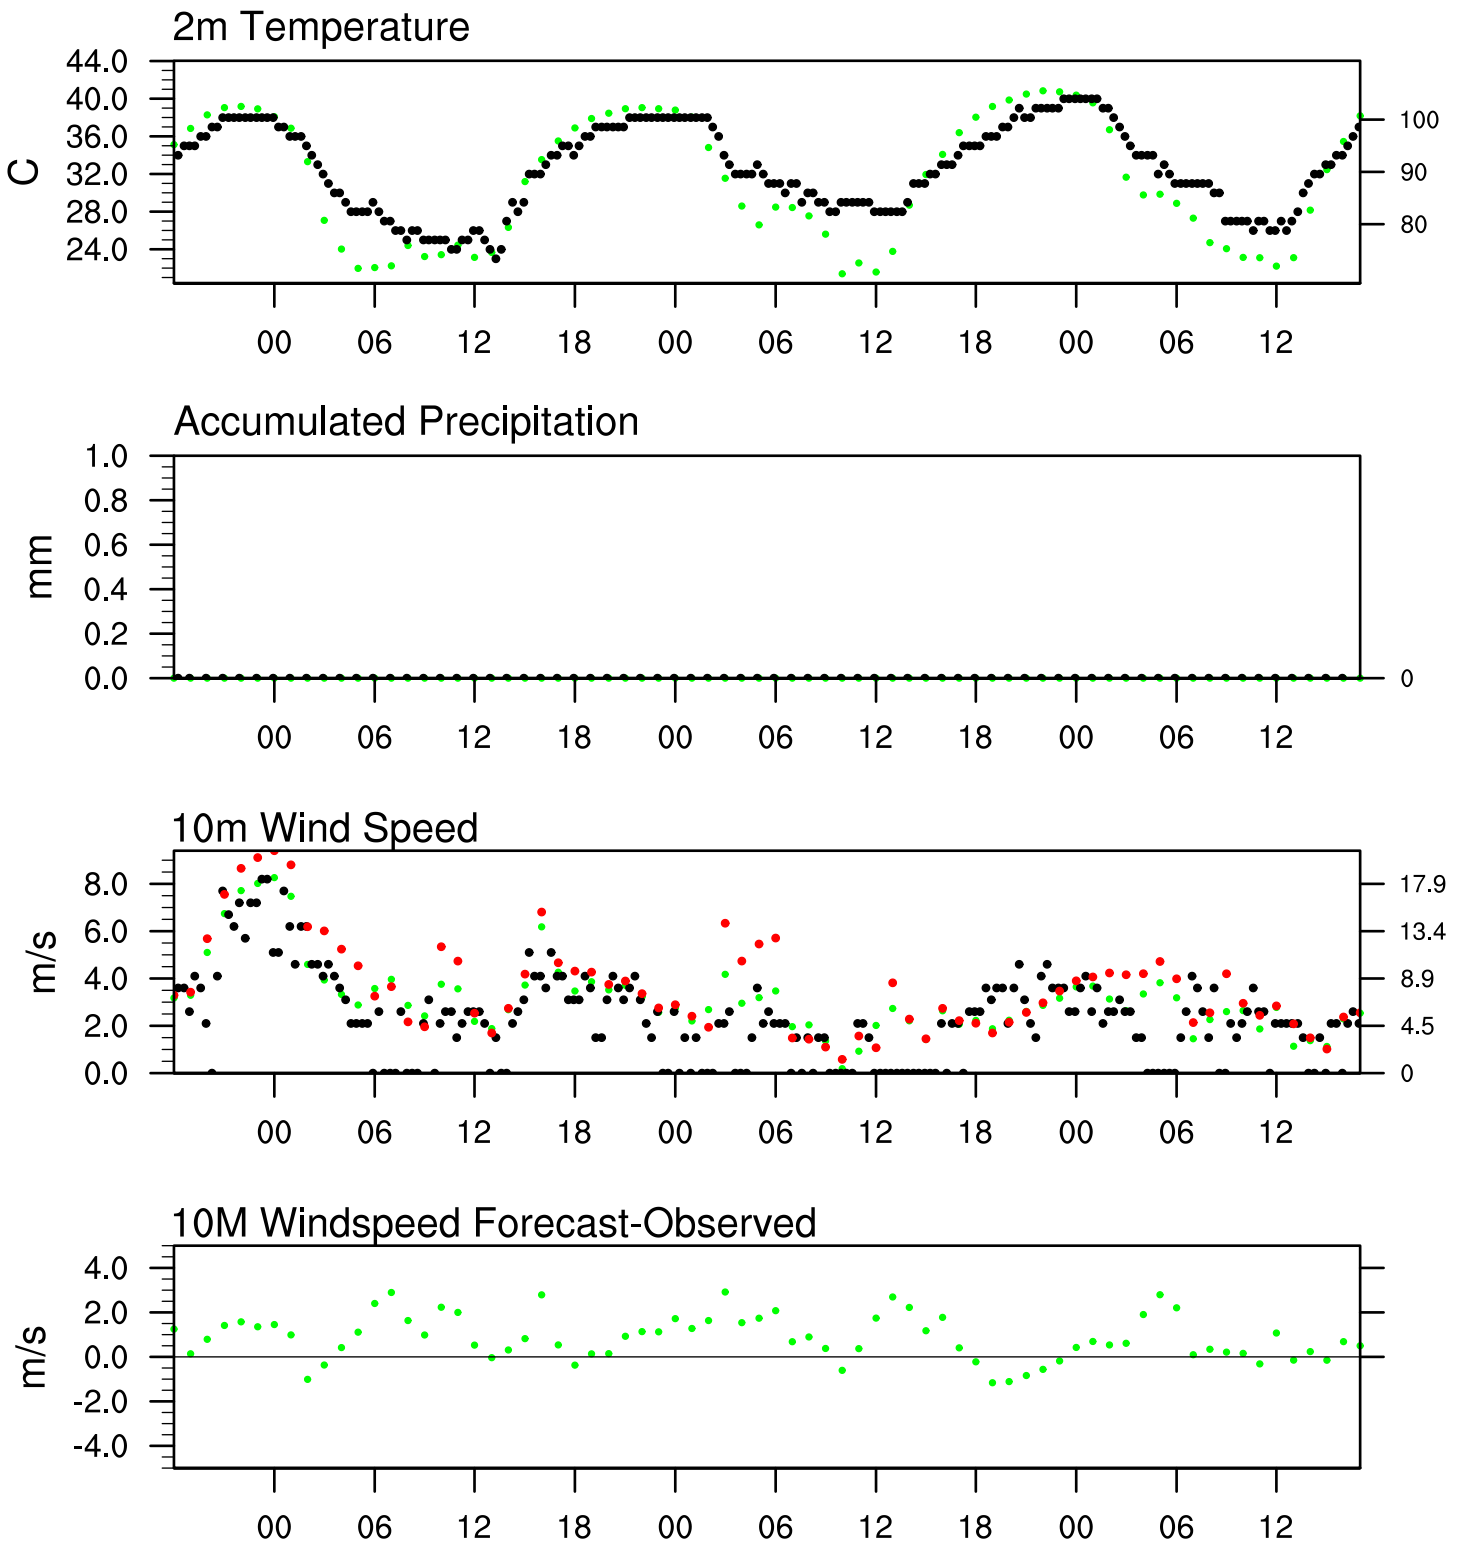 2m Temperature
44.0
40.0
36.0
32.0
28.0
24.0
C
100
90
80
00 06 12 18 00 06 12 18 00 06 12
Accumulated Precipitation
1.0
0.8
0.6
0.4
0.2
0.0
mm
0
00 06 12 18 00 06 12 18 00 06 12
10m Wind Speed
8.0
6.0
4.0
2.0
0.0
m/s
17.9
13.4
8.9
4.5
0
00 06 12 18 00 06 12 18 00 06 12
10M Windspeed Forecast-Observed
4.0
2.0
0.0
-2.0
-4.0
m/s
00 06 12 18 00 06 12 18 00 06 12